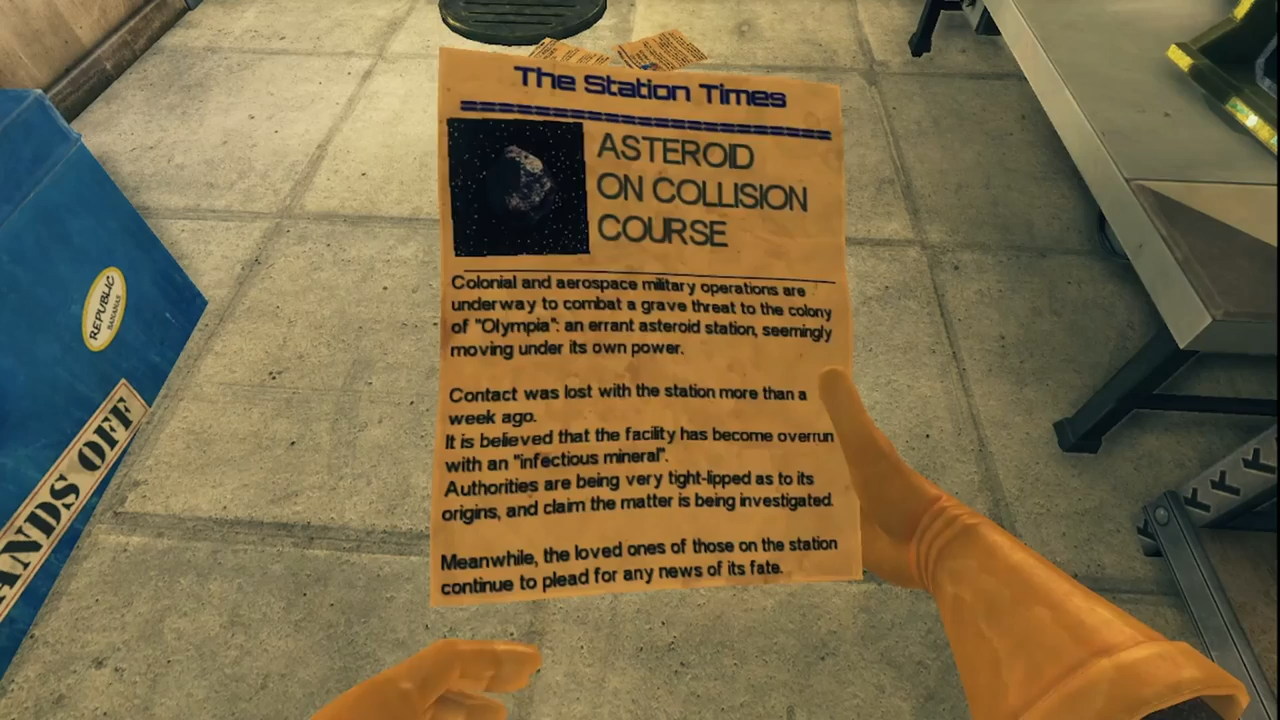 The Station Times
ASTEROID
ON COLLISION
COURSE
Colonial and aerospace military operations are
underway to combat a grave threat to the colony
of "Olympia": an errant asteroid station, seemingly
moving under its own power.
Contact was lost with the station more than a
week ago.
It is believed that the facility has become overrun
with an "infectious mineral".
Authorities are being very tight-lipped as to its
origins, and claim the matter is being investigated.
Meanwhile, the loved ones of those on the station
continue to plead for any news of its fate.
REPUBLIC
BANANAS
ANDS OFF